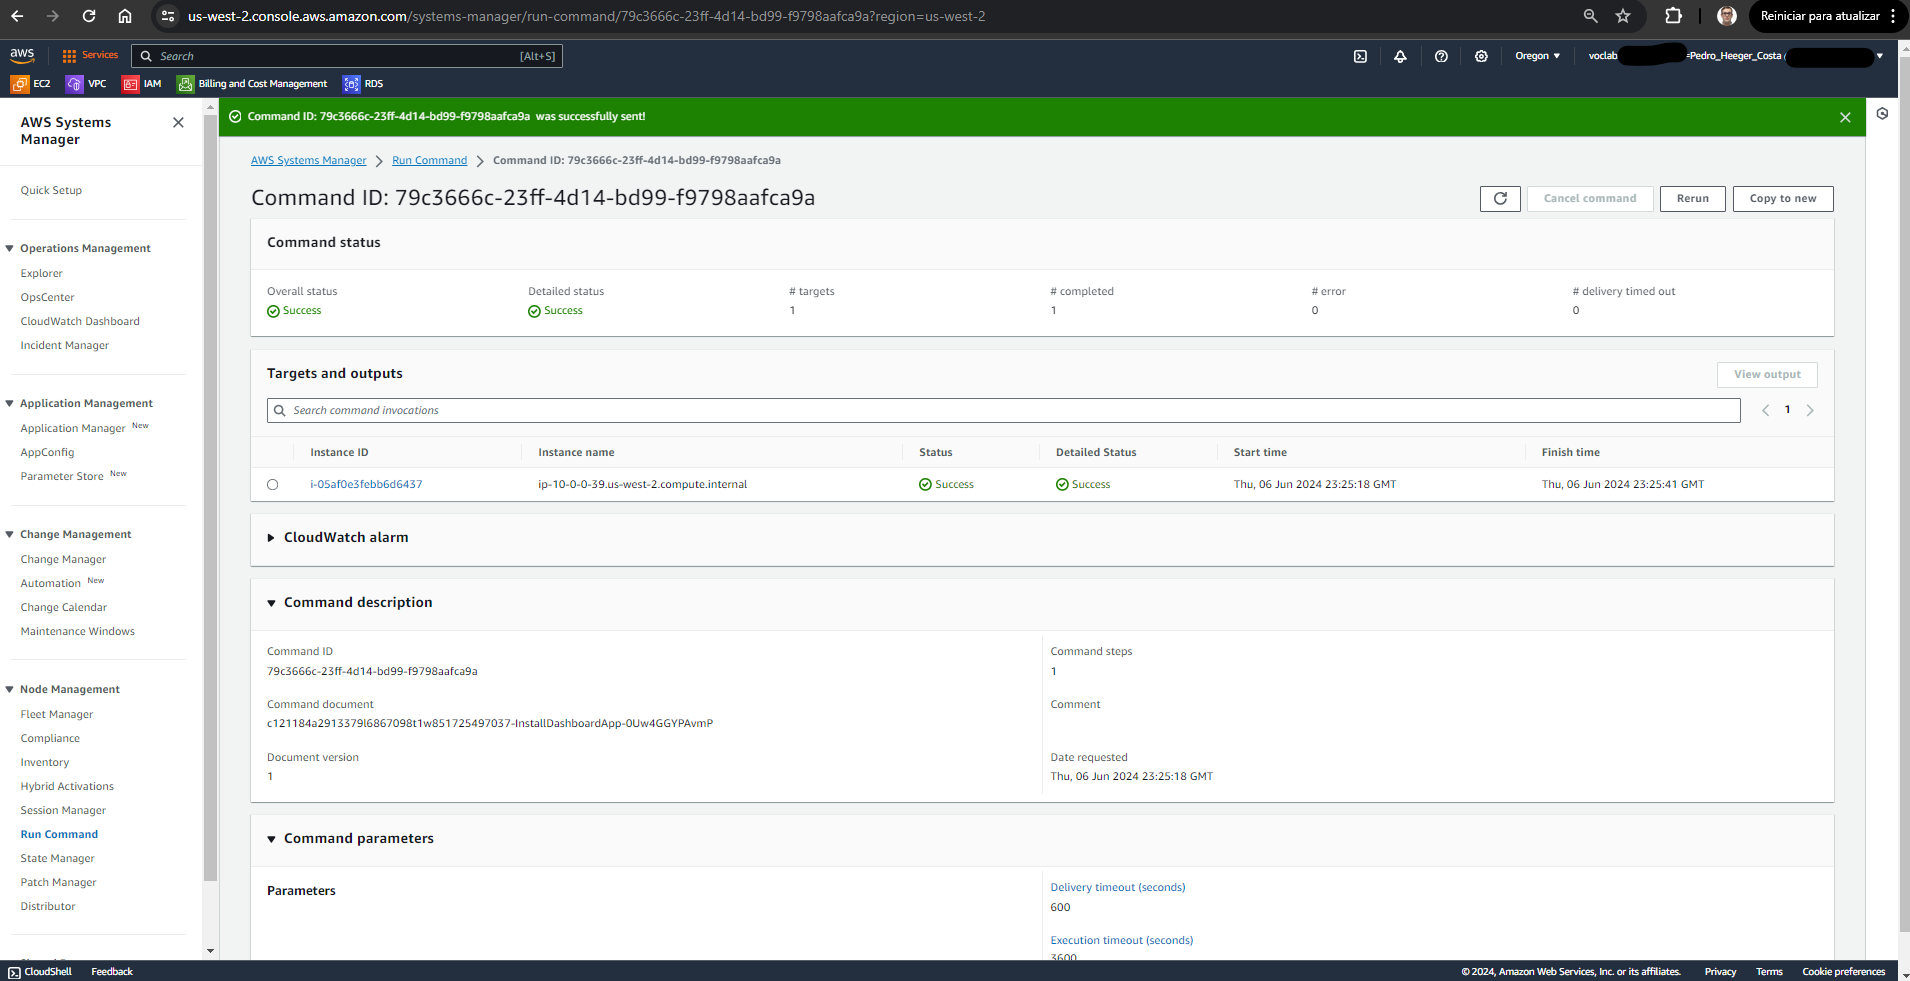 us-west-2.console.aws.amazon.com/systems-manager/run-command/79c3666c-23ff-4d14-bd99-f9798aafca9a?region=us-west-2
Reiniciar para atualizar
aws
Services
Search
[Alt+S]
Oregon
voclab
=Pedro_Heeger_Costa
EC2
VPC
IAM
Billing and Cost Management
RDS
AWS Systems
Manager
Quick Setup
Operations Management
Explorer
OpsCenter
CloudWatch Dashboard
Incident Manager
Application Management
Application Manager New
AppConfig
Parameter Store New
Change Management
Change Manager
Automation New
Change Calendar
Maintenance Windows
Node Management
Fleet Manager
Compliance
Inventory
Hybrid Activations
Session Manager
Run Command
State Manager
Patch Manager
Distributor
Command ID: 79c3666c-23ff-4d14-bd99-f9798aafca9a was successfully sent!
AWS Systems Manager
Run Command
Command ID: 79c3666c-23ff-4d14-bd99-f9798aafca9a
Command ID: 79c3666c-23ff-4d14-bd99-f9798aafca9a
Cancel command
Rerun
Copy to new
Command status
Overall status
Success
Detailed status
Success
# targets
1
# completed
1
# error
0
# delivery timed out
0
Targets and outputs
View output
Search command invocations
1
Instance ID
Instance name
Status
Detailed Status
Start time
Finish time
i-05af0e3febb6d6437
ip-10-0-0-39.us-west-2.compute.internal
Success
Success
Thu, 06 Jun 2024 23:25:18 GMT
Thu, 06 Jun 2024 23:25:41 GMT
CloudWatch alarm
Command description
Command ID
79c3666c-23ff-4d14-bd99-f9798aafca9a
Command steps
1
Command document
c121184a2913379l6867098t1w851725497037-InstallDashboardApp-0Uw4GGYPAvmP
Comment
Document version
1
Date requested
Thu, 06 Jun 2024 23:25:18 GMT
Command parameters
Parameters
Delivery timeout (seconds)
600
Execution timeout (seconds)
3600
CloudShell
Feedback
© 2024, Amazon Web Services, Inc. or its affiliates.
Privacy
Terms
Cookie preferences